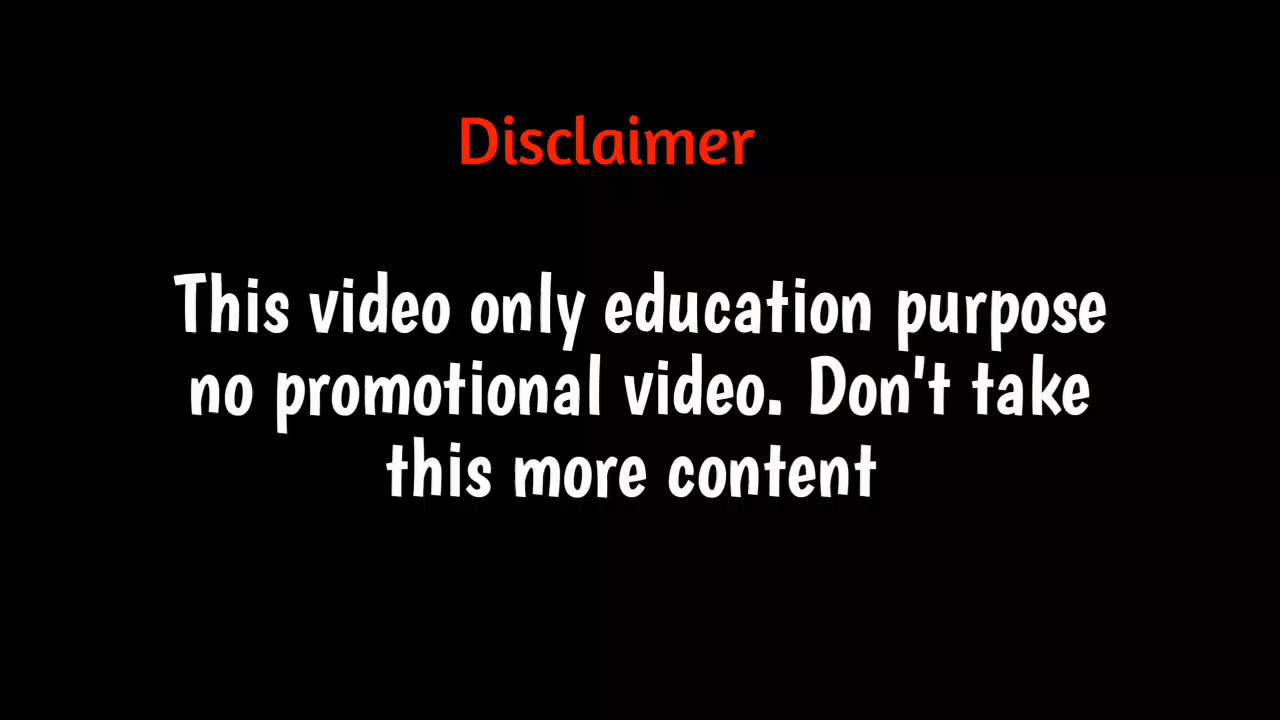 Disclaimer
This video only education purpose
no promotional video. Don't take
this more content